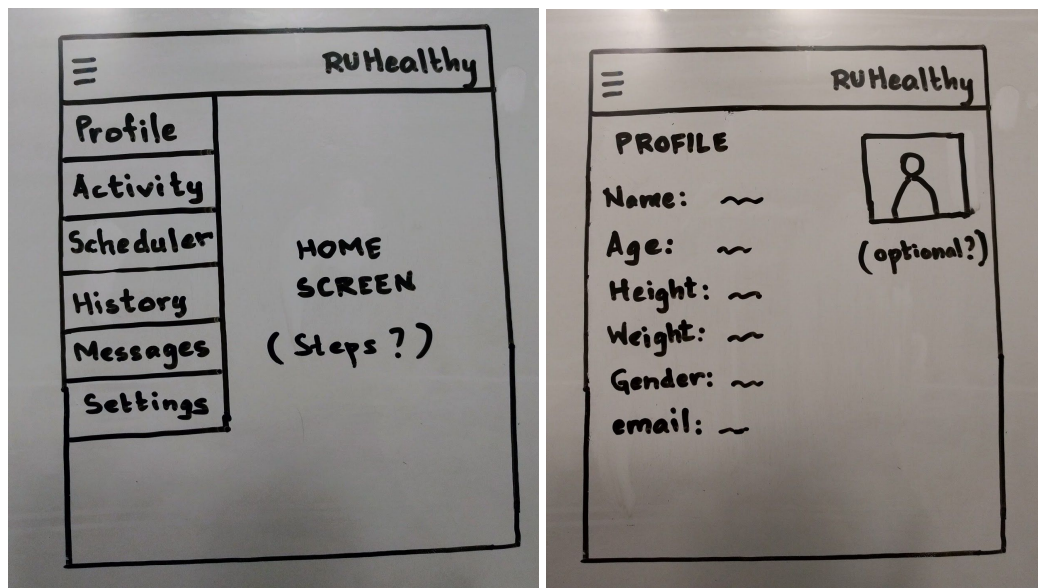 RUHealthy
Profile
Activity
Scheduler
History
Messages
Settings
HOME
SCREEN
(Steps?)
RUHealthy
PROFILE
Name:
Age:
Height:
Weight:
Gender:
email:
(optional?)